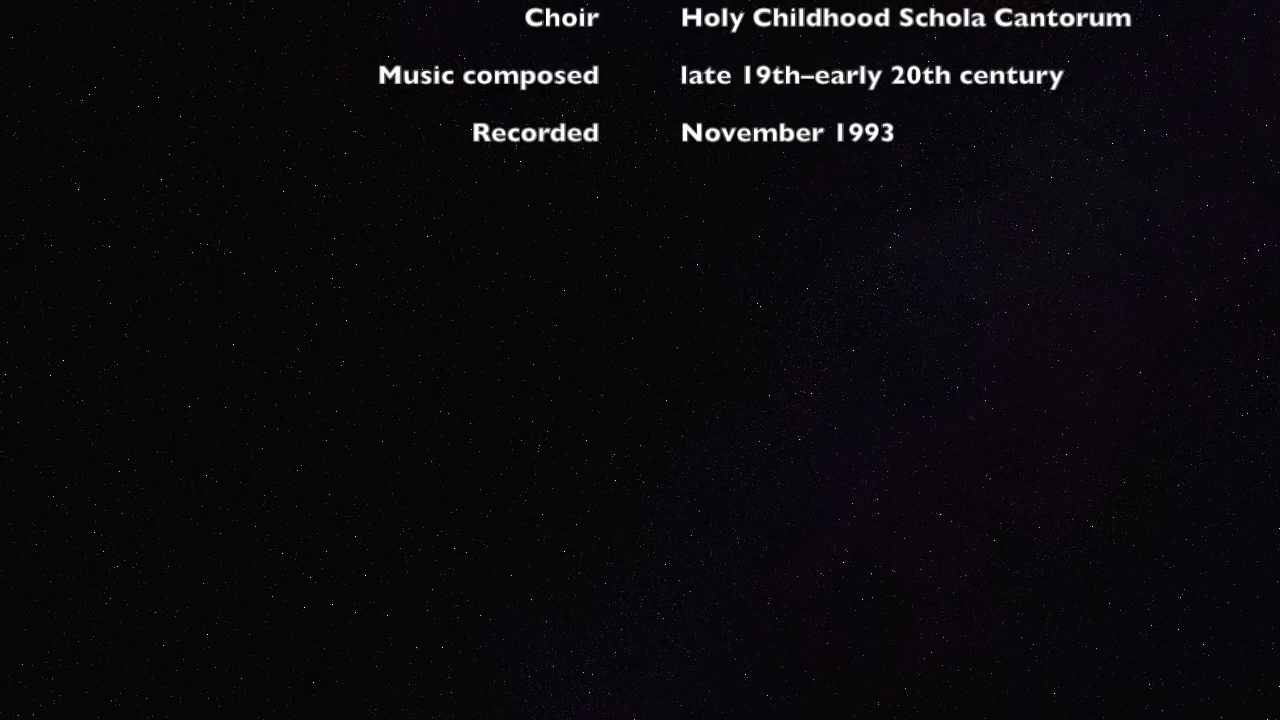 Choir Holy Childhood Schola Cantorum
Music composed late 19th–early 20th century
Recorded November 1993